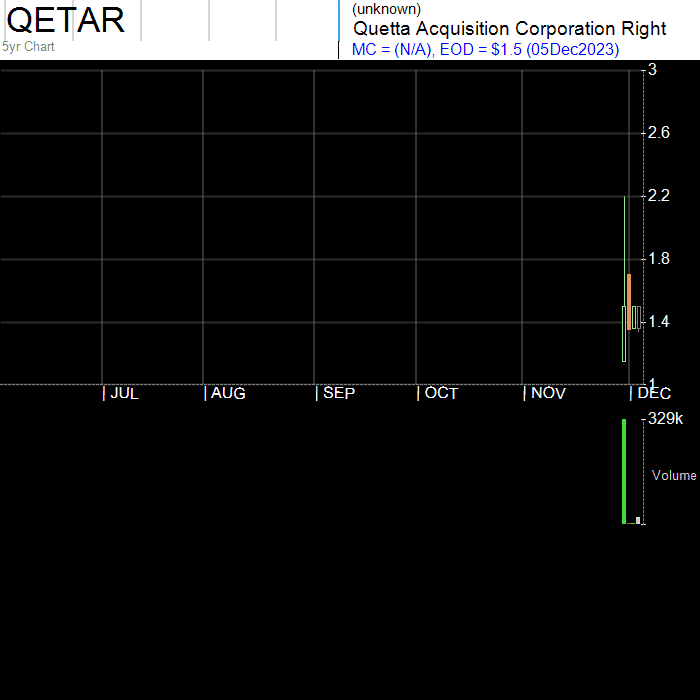 QETAR
5yr Chart
(unknown)
Quetta Acquisition Corporation Right
MC = (N/A), EOD = $1.5 (05Dec2023)
3
2.6
2.2
1.8
1.4
1
| JUL | AUG | SEP | OCT | NOV | DEC
329k
Volume